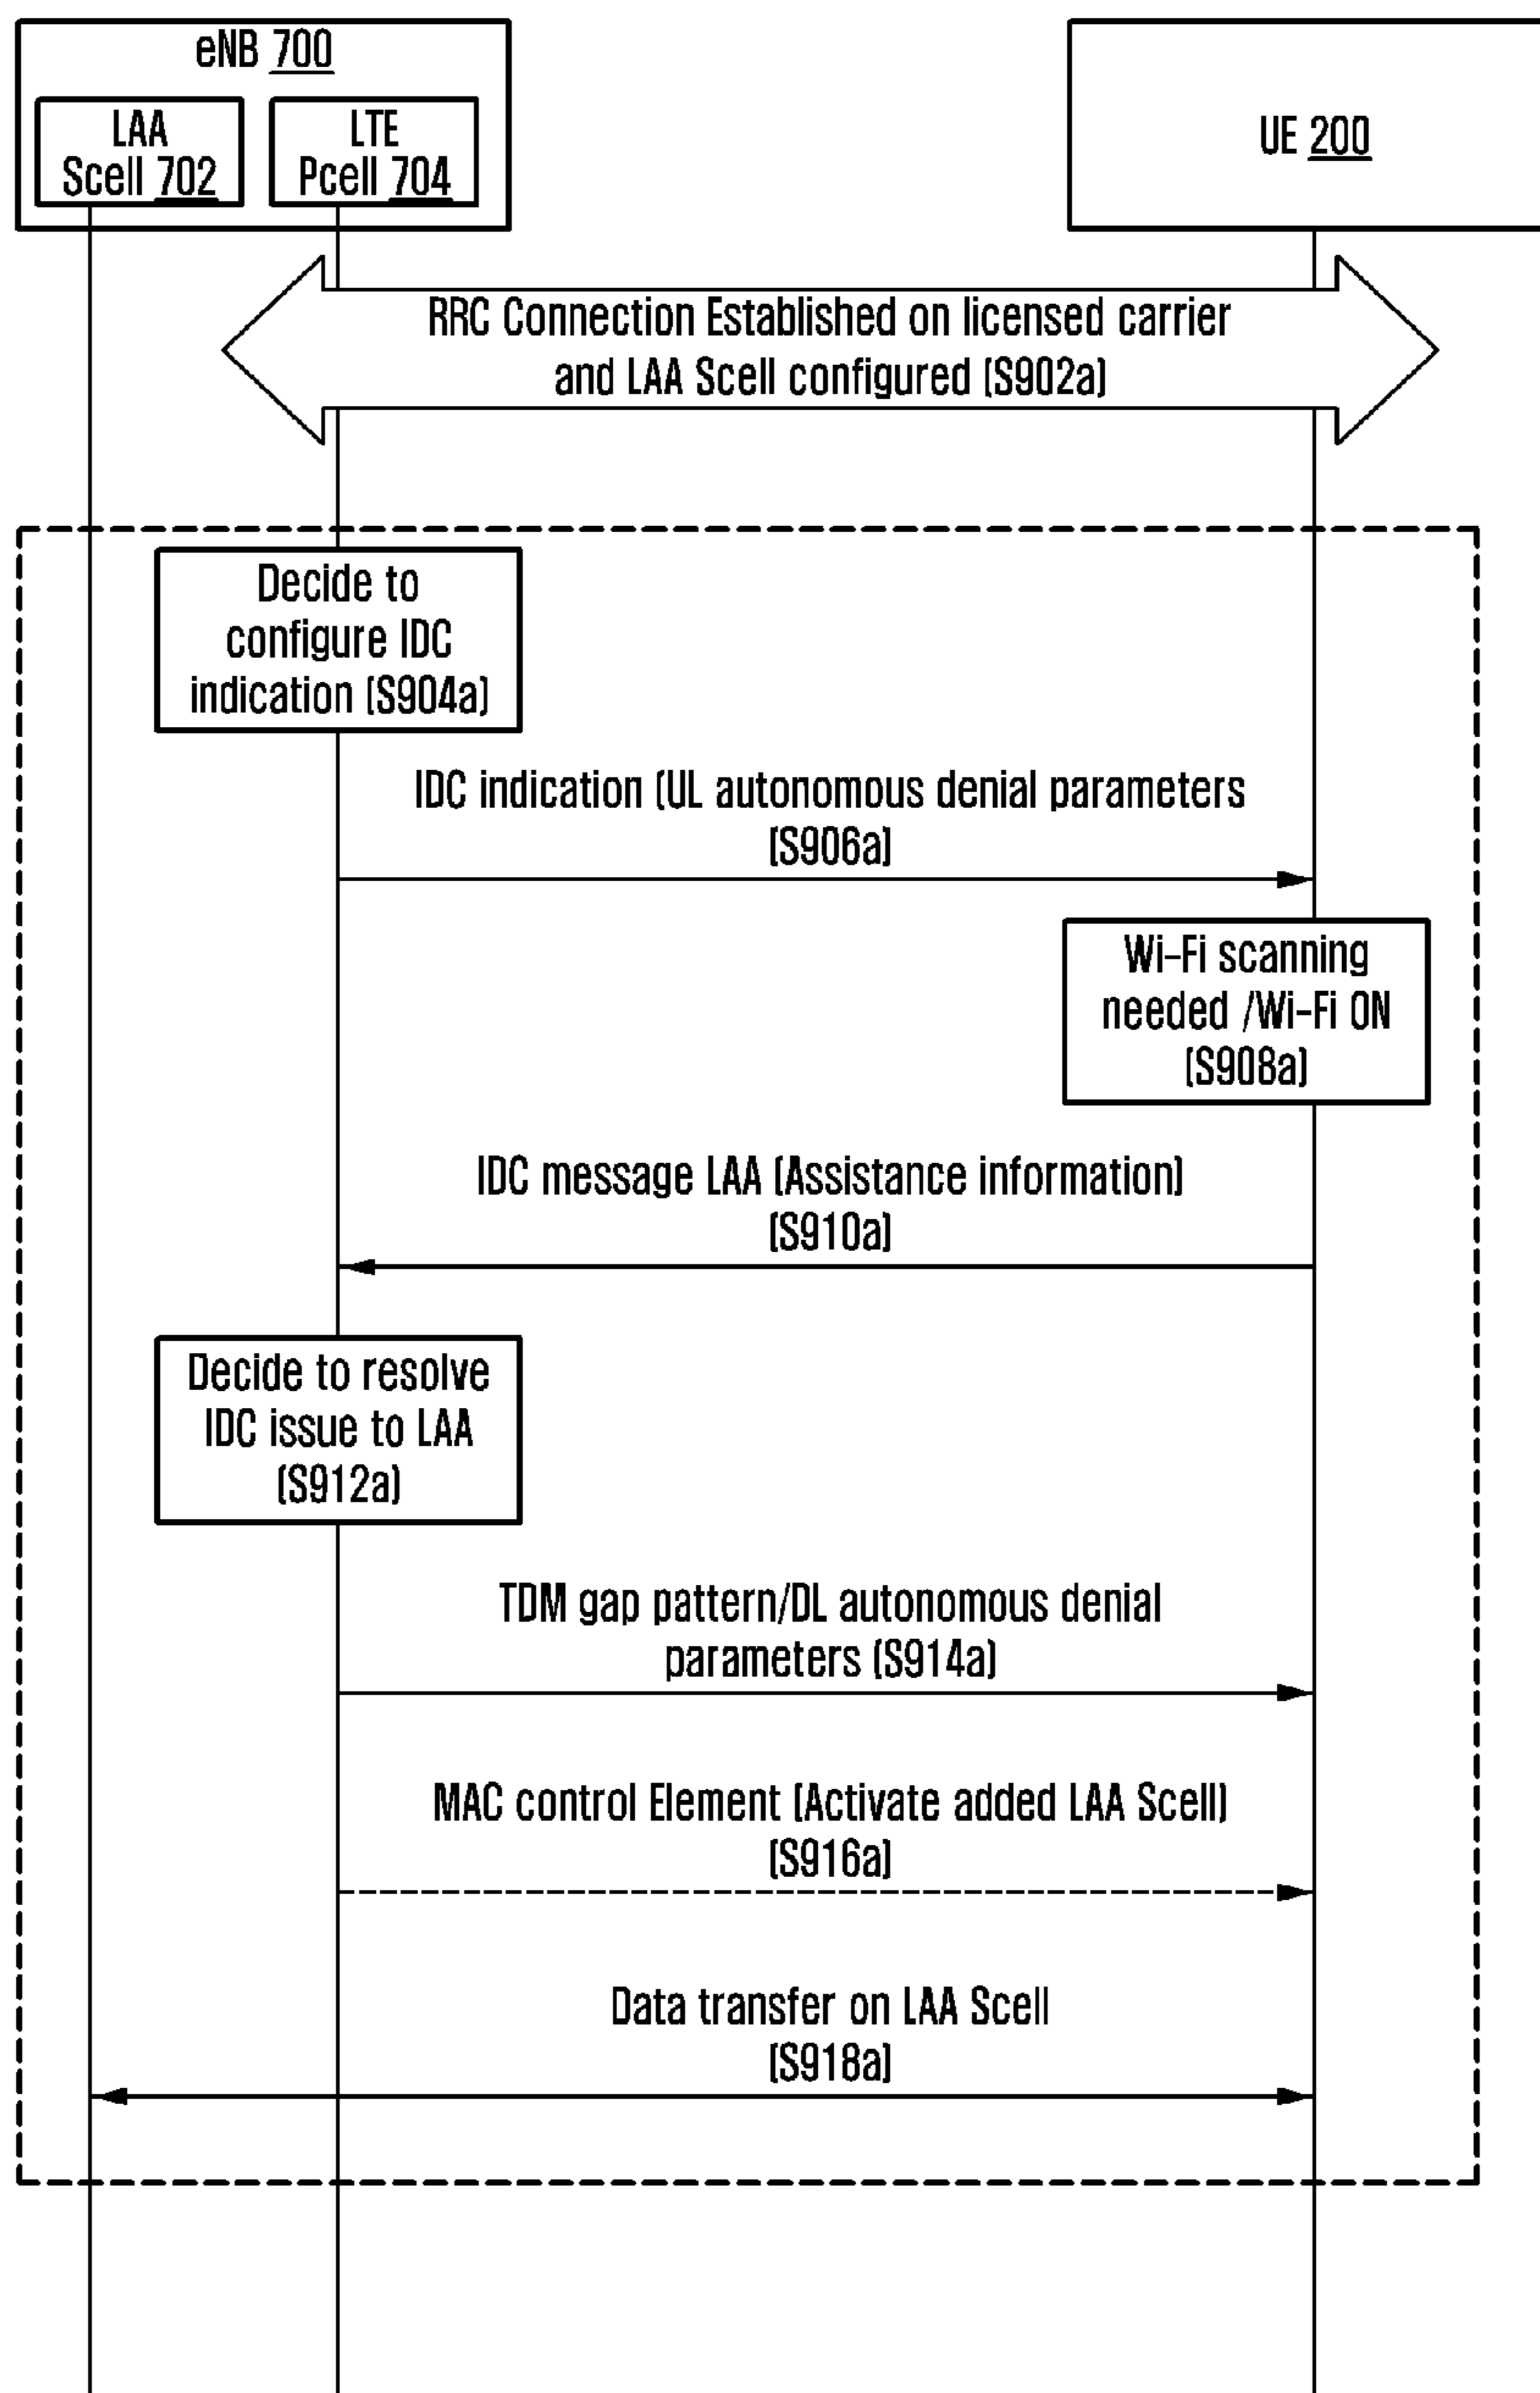 eNB 700
LAA
Scell 702
LTE
Pcell 704
UE 200
RRC Connection Established on licensed carrier
and LAA Scell configured (S902a)
Decide to
configure IDC
indication (S904a)
IDC indication (UL autonomous denial parameters
(S906a)
Wi-Fi scanning
needed /Wi-Fi ON
(S908a)
IDC message LAA (Assistance information)
(S910a)
Decide to resolve
IDC issue to LAA
(S912a)
TDM gap pattern/DL autonomous denial
parameters (S914a)
MAC control Element (Activate added LAA Scell)
(S916a)
Data transfer on LAA Scell
(S918a)